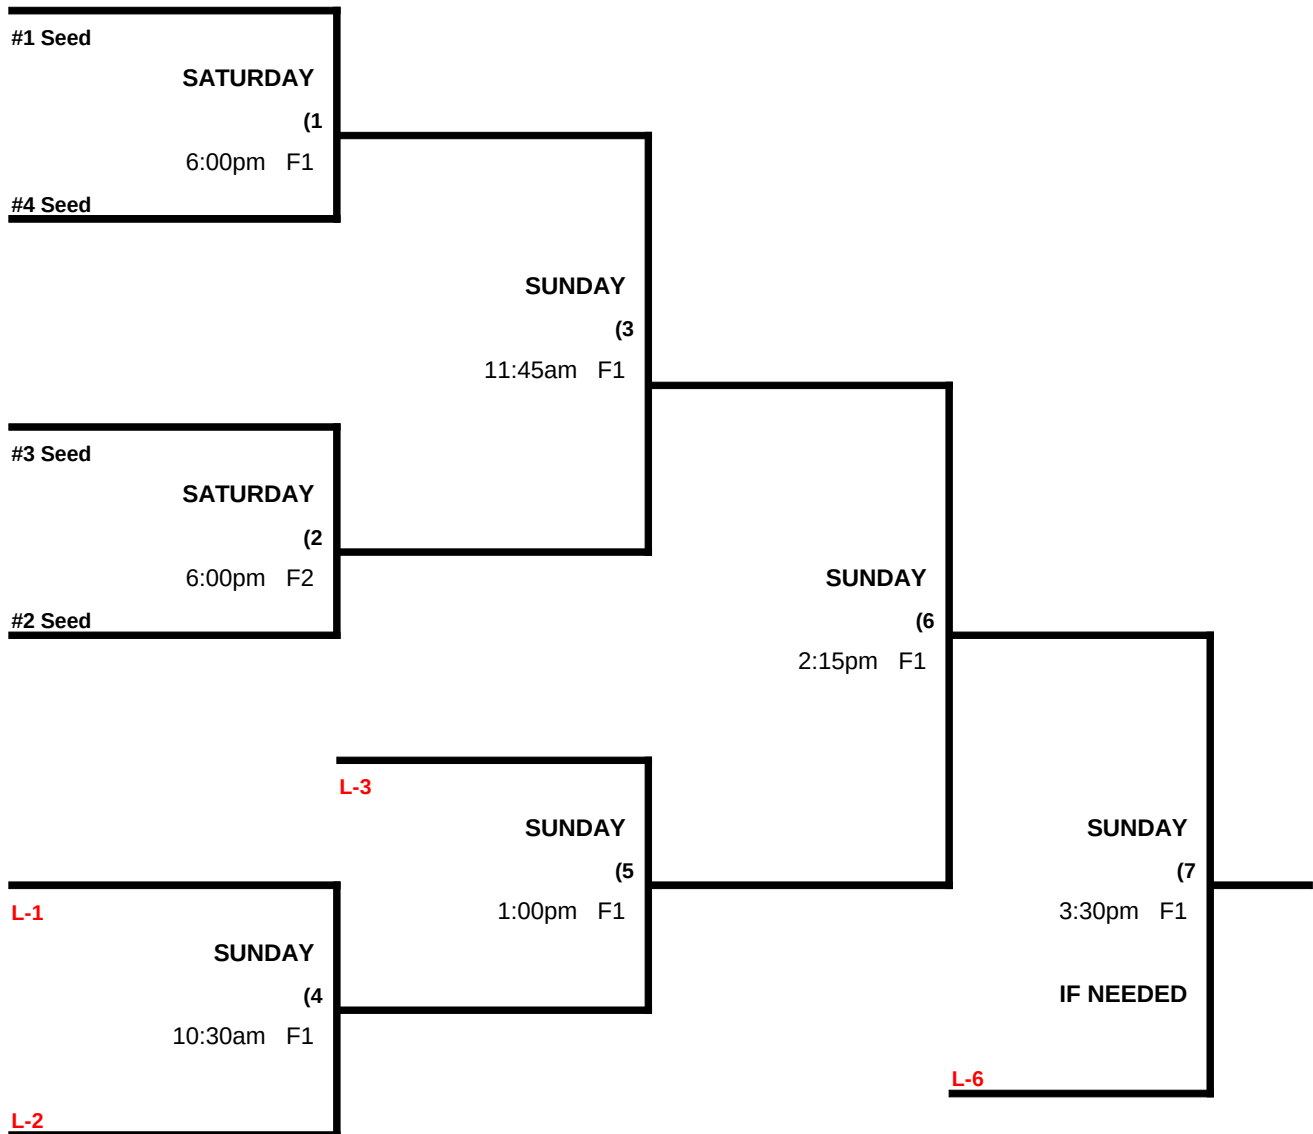 #1 Seed
SATURDAY
(1
6:00pm F1
#4 Seed
SUNDAY
(3
11:45am F1
#3 Seed
SATURDAY
(2
6:00pm F2
#2 Seed
SUNDAY
(6
2:15pm F1
L-3
SUNDAY
(5
1:00pm F1
SUNDAY
(7
3:30pm F1
IF NEEDED
L-6
L-1
SUNDAY
(4
10:30am F1
L-2